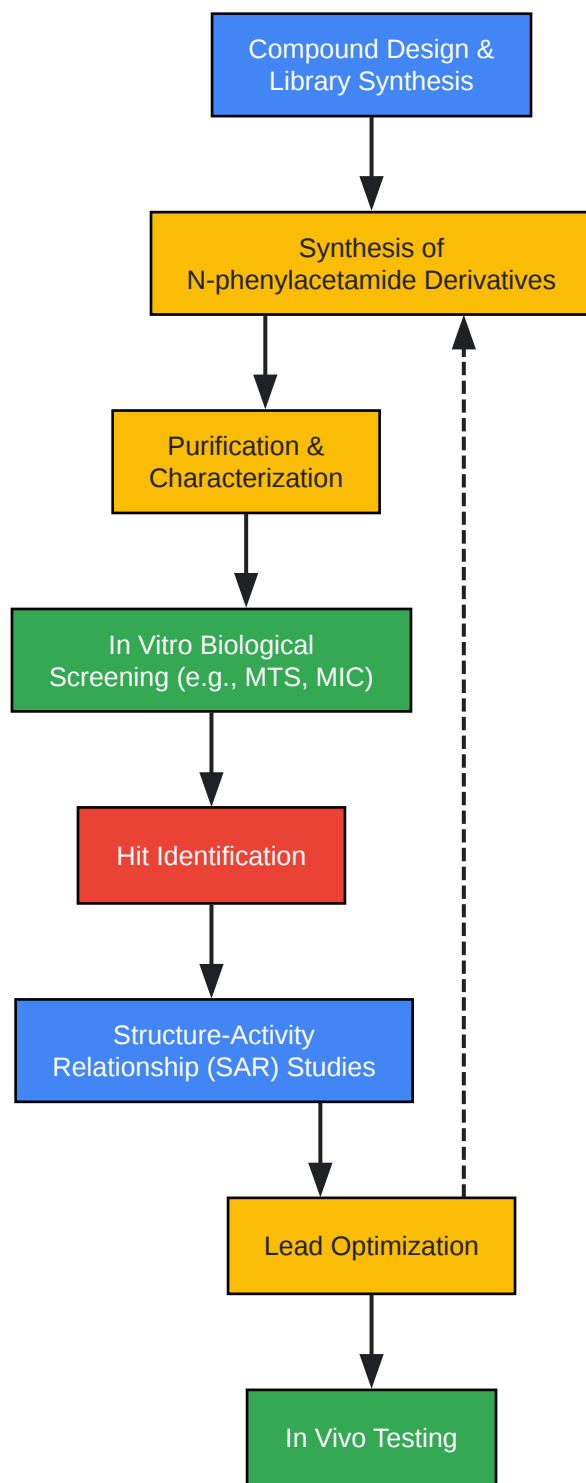 Compound Design &
Library Synthesis
Synthesis of
N-phenylacetamide Derivatives
Purification &
Characterization
In Vitro Biological
Screening (e.g., MTS, MIC)
Hit Identification
Structure-Activity
Relationship (SAR) Studies
Lead Optimization
In Vivo Testing